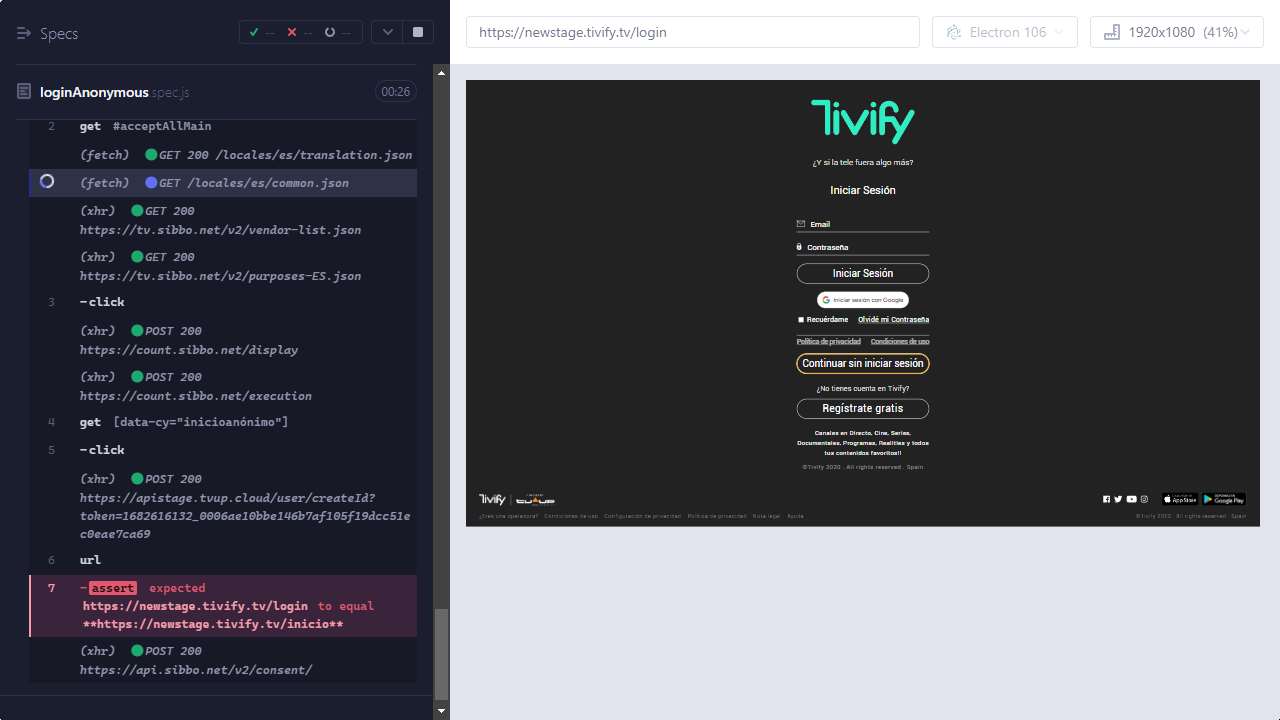 Specs
--
--
--
https://newstage.tivify.tv/login
Electron 106
1920x1080 (41%)
loginAnonymous.spec.js
00:26
2 get #acceptAllMain
(fetch) GET 200 /locales/es/translation.json
(fetch) GET /locales/es/common.json
(xhr) GET 200
https://tv.sibbo.net/v2/vendor-list.json
(xhr) GET 200
https://tv.sibbo.net/v2/purposes-ES.json
3 -click
(xhr) POST 200
https://count.sibbo.net/display
(xhr) POST 200
https://count.sibbo.net/execution
4 get [data-cy="inicioanónimo"]
5 -click
(xhr) POST 200
https://apistage.tvup.cloud/user/createId?
token=1682616132_0006ae10bbe146b7af105f19dcc51e
c0eae7ca69
6 url
7 -assert expected
https://newstage.tivify.tv/login to equal
**https://newstage.tivify.tv/inicio**
(xhr) POST 200
https://api.sibbo.net/v2/consent/
Tivify
¿Y si la tele fuera algo más?
Iniciar Sesión
Email
Contraseña
Iniciar Sesión
Iniciar sesión con Google
Recuérdame Olvidé mi Contraseña
Política de privacidad Condiciones de uso
Continuar sin iniciar sesión
¿No tienes cuenta en Tivify?
Regístrate gratis
Canales en Directo, Cine, Series,
Documentales, Programas, Realities y todos
tus contenidos favoritos!!
©Tivify 2020 . All rights reserved . Spain
Tivify
App Store
Google Play
¿Eres una operadora? Condiciones de uso Configuración de privacidad Política de privacidad Nota legal Ayuda
©Tivify 2020 . All rights reserved . Spain